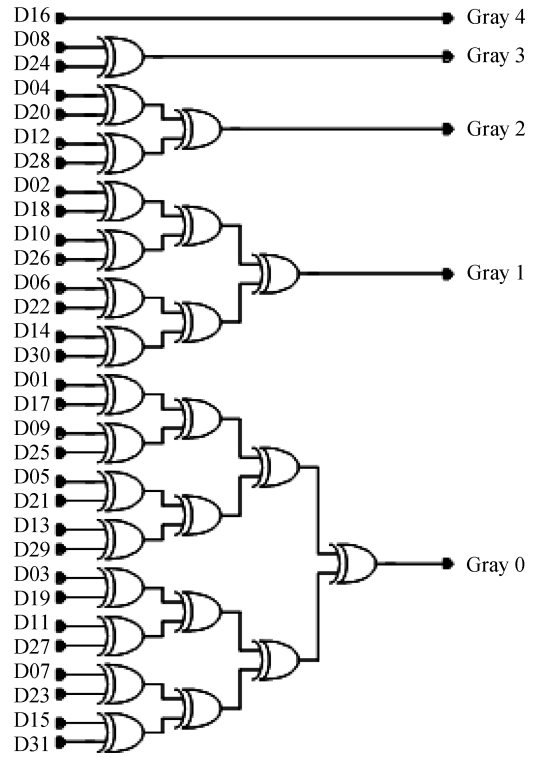 D16
Gray 4
D08
D24
Gray 3
D04
D20
Gray 2
D12
D28
D02
D18
D10
D26
Gray 1
D06
D22
D14
D30
D01
D17
D09
D25
D05
D21
D13
D29
Gray 0
D03
D19
D11
D27
D07
D23
D15
D31